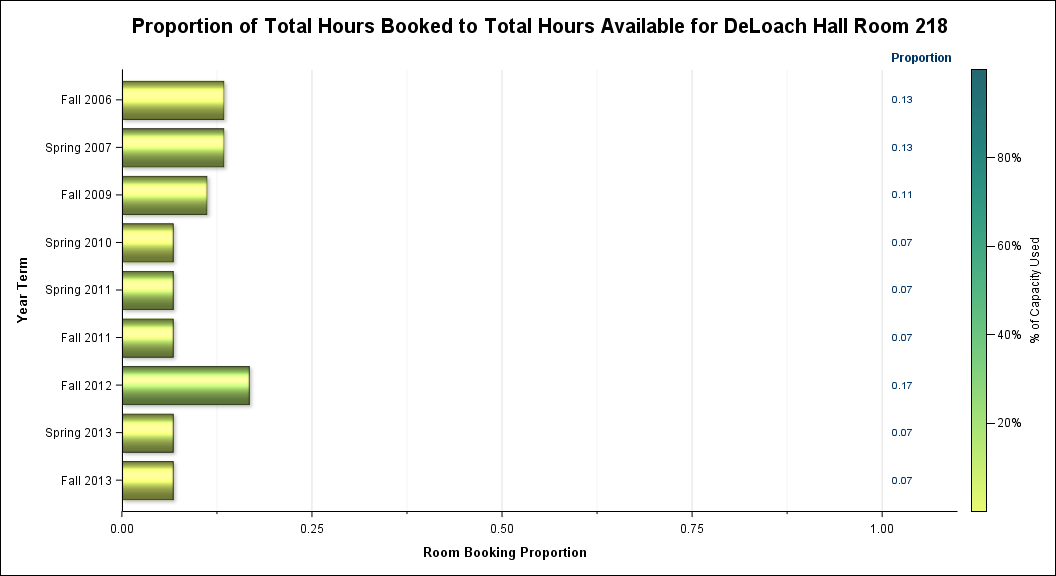 Proportion of Total Hours Booked to Total Hours Available for DeLoach Hall Room 218
Proportion
Fall 2006 0.13
Spring 2007 0.13
Fall 2009 0.11
Spring 2010 0.07
Spring 2011 0.07
Fall 2011 0.07
Fall 2012 0.17
Spring 2013 0.07
Fall 2013 0.07
Year Term
0.00 0.25 0.50 0.75 1.00
Room Booking Proportion
80%
60%
40%
20%
% of Capacity Used